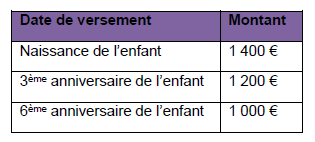 Date de versement Montant
Naissance de l’enfant 1 400 €
3ème anniversaire de l’enfant 1 200 €
6ème anniversaire de l’enfant 1 000 €